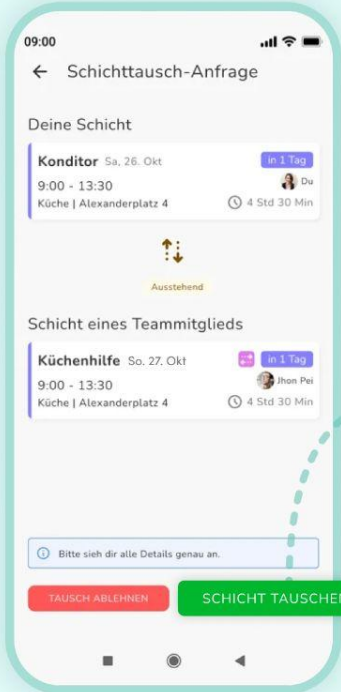 09:00
Schichttausch-Anfrage
Deine Schicht
Konditor Sa, 26. Okt in 1 Tag
9:00 - 13:30 Du
Küche | Alexanderplatz 4 4 Std 30 Min
Ausstehend
Schicht eines Teammitglieds
Küchenhilfe So. 27. Okt in 1 Tag
9:00 - 13:30 Jhon Pei
Küche | Alexanderplatz 4 4 Std 30 Min
Bitte sieh dir alle Details genau an.
TAUSCH ABLEHNEN SCHICHT TAUSCHEN